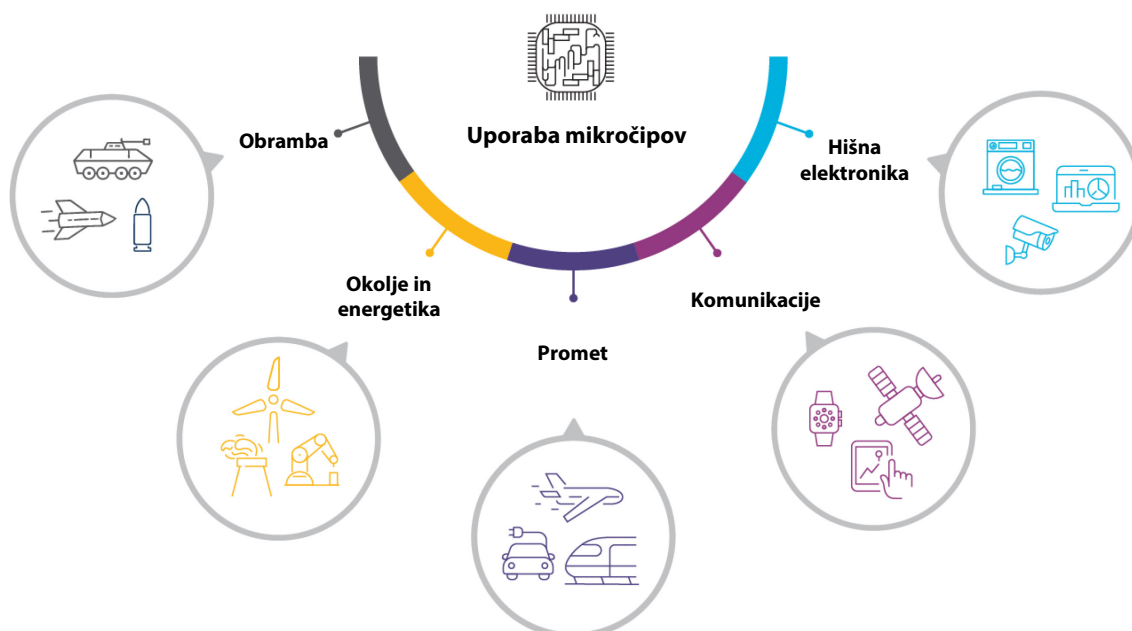 Uporaba mikročipov
Obramba
Hišna
elektronika
Okolje in
energetika
Komunikacije
Promet